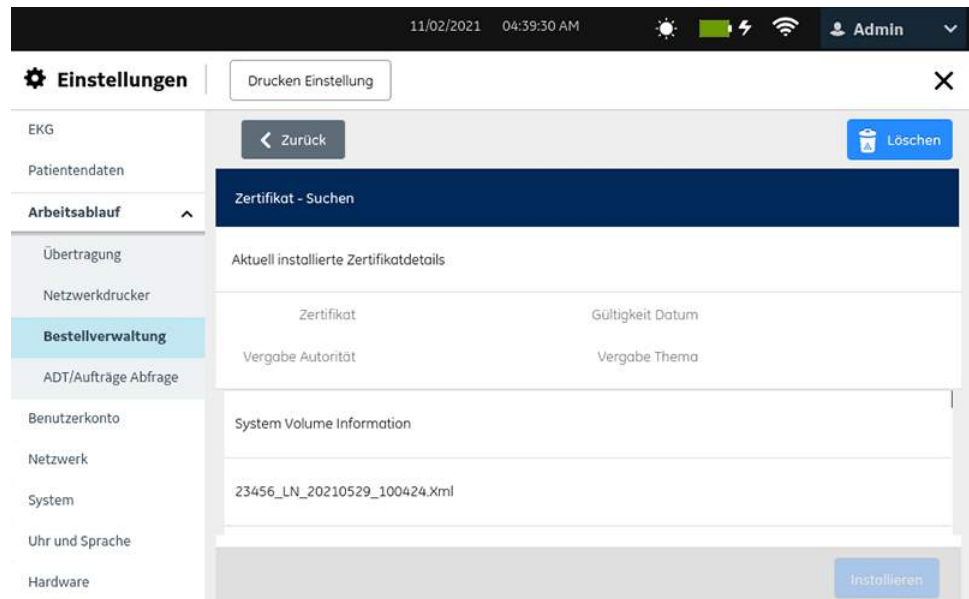 11/02/2021 04:39:30 AM Admin
Einstellungen Drucken Einstellung
EKG
Patientendaten
Arbeitsablauf
Übertragung
Netzwerkdrucker
Bestellverwaltung
ADT/Aufträge Abfrage
Benutzerkonto
Netzwerk
System
Uhr und Sprache
Hardware
Zurück Löschen
Zertifikat - Suchen
Aktuell installierte Zertifikatdetails
Zertifikat Gültigkeit Datum
Vergabe Autorität Vergabe Thema
System Volume Information
23456_LN_20210529_100424.Xml
Installieren